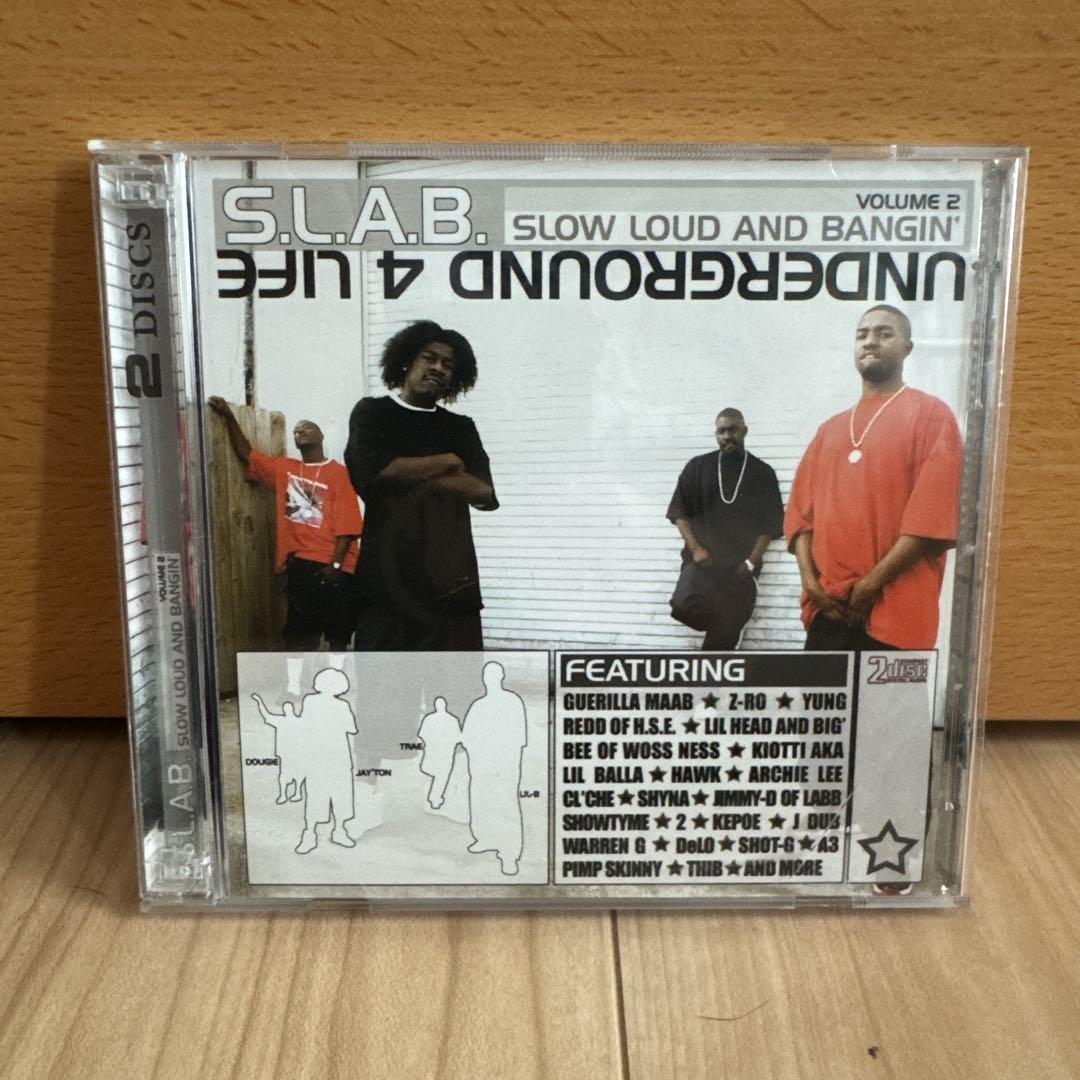 S.L.A.B.
VOLUME 2
SLOW LOUD AND BANGIN'
UNDERGROUND 4 LIFE
2 DISCS
S.L.A.B. SLOW LOUD AND BANGIN
VOLUME 2
DOUGIE
JAY'TON
TRAE
LIL-B
FEATURING
GUERILLA MAAB ★ Z-RO ★ YUNG
REDD OF H.S.E. ★ LIL HEAD AND BIG'
BEE OF WOSS NESS ★ KIOTTI AKA
LIL BALLA ★ HAWK ★ ARCHIE LEE
CL'CHE ★ SHYNA ★ JIMMY-D OF LABB
SHOWTYME ★ 2 ★ KEPOE ★ J DUB
WARREN G ★ DeLO ★ SHOT-G ★ A3
PIMP SKINNY ★ THIB ★ AND MORE
2disc